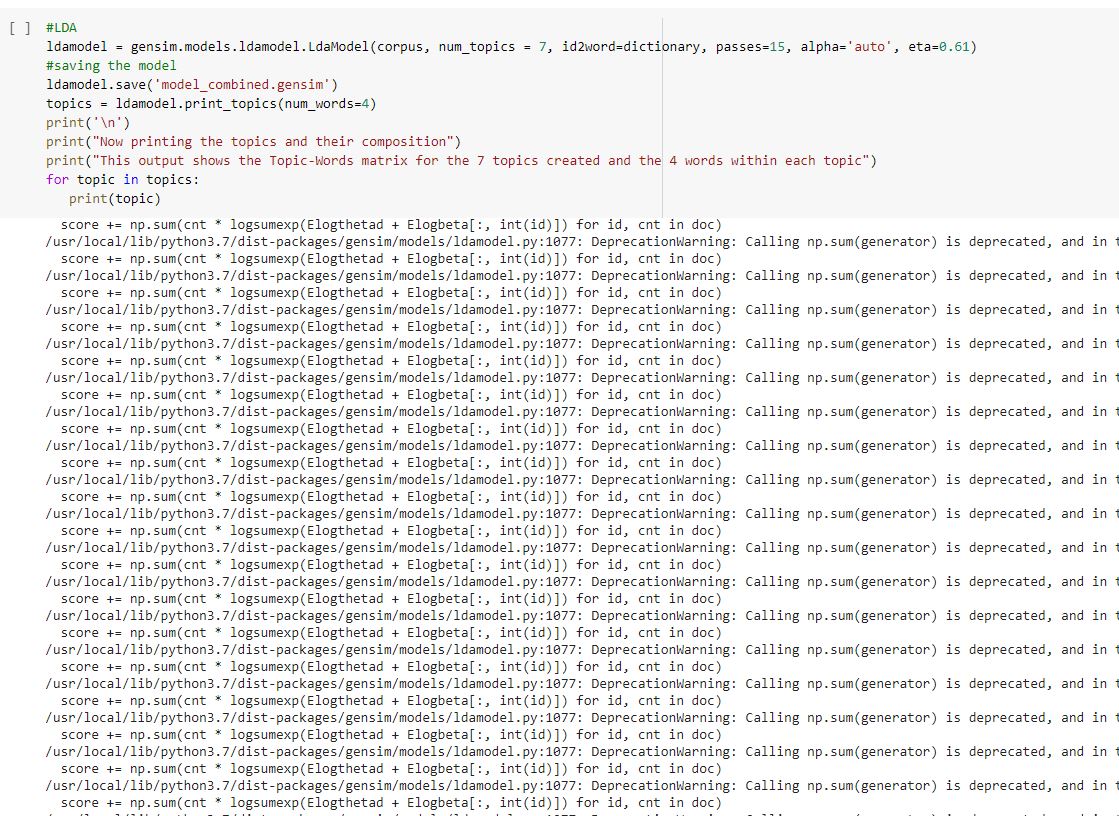 [ ] #LDA
ldamodel = gensim.models.ldamodel.LdaModel(corpus, num_topics = 7, id2word=dictionary, passes=15, alpha='auto', eta=0.61)
#saving the model
ldamodel.save('model_combined.gensim')
topics = ldamodel.print_topics(num_words=4)
print('\n')
print("Now printing the topics and their composition")
print("This output shows the Topic-Words matrix for the 7 topics created and the 4 words within each topic")
for topic in topics:
   print(topic)
  score += np.sum(cnt * logsumexp(Elogthetad + Elogbeta[:, int(id)]) for id, cnt in doc)
/usr/local/lib/python3.7/dist-packages/gensim/models/ldamodel.py:1077: DeprecationWarning: Calling np.sum(generator) is deprecated, and in
  score += np.sum(cnt * logsumexp(Elogthetad + Elogbeta[:, int(id)]) for id, cnt in doc)
/usr/local/lib/python3.7/dist-packages/gensim/models/ldamodel.py:1077: DeprecationWarning: Calling np.sum(generator) is deprecated, and in
  score += np.sum(cnt * logsumexp(Elogthetad + Elogbeta[:, int(id)]) for id, cnt in doc)
/usr/local/lib/python3.7/dist-packages/gensim/models/ldamodel.py:1077: DeprecationWarning: Calling np.sum(generator) is deprecated, and in
  score += np.sum(cnt * logsumexp(Elogthetad + Elogbeta[:, int(id)]) for id, cnt in doc)
/usr/local/lib/python3.7/dist-packages/gensim/models/ldamodel.py:1077: DeprecationWarning: Calling np.sum(generator) is deprecated, and in
  score += np.sum(cnt * logsumexp(Elogthetad + Elogbeta[:, int(id)]) for id, cnt in doc)
/usr/local/lib/python3.7/dist-packages/gensim/models/ldamodel.py:1077: DeprecationWarning: Calling np.sum(generator) is deprecated, and in
  score += np.sum(cnt * logsumexp(Elogthetad + Elogbeta[:, int(id)]) for id, cnt in doc)
/usr/local/lib/python3.7/dist-packages/gensim/models/ldamodel.py:1077: DeprecationWarning: Calling np.sum(generator) is deprecated, and in
  score += np.sum(cnt * logsumexp(Elogthetad + Elogbeta[:, int(id)]) for id, cnt in doc)
/usr/local/lib/python3.7/dist-packages/gensim/models/ldamodel.py:1077: DeprecationWarning: Calling np.sum(generator) is deprecated, and in
  score += np.sum(cnt * logsumexp(Elogthetad + Elogbeta[:, int(id)]) for id, cnt in doc)
/usr/local/lib/python3.7/dist-packages/gensim/models/ldamodel.py:1077: DeprecationWarning: Calling np.sum(generator) is deprecated, and in
  score += np.sum(cnt * logsumexp(Elogthetad + Elogbeta[:, int(id)]) for id, cnt in doc)
/usr/local/lib/python3.7/dist-packages/gensim/models/ldamodel.py:1077: DeprecationWarning: Calling np.sum(generator) is deprecated, and in
  score += np.sum(cnt * logsumexp(Elogthetad + Elogbeta[:, int(id)]) for id, cnt in doc)
/usr/local/lib/python3.7/dist-packages/gensim/models/ldamodel.py:1077: DeprecationWarning: Calling np.sum(generator) is deprecated, and in
  score += np.sum(cnt * logsumexp(Elogthetad + Elogbeta[:, int(id)]) for id, cnt in doc)
/usr/local/lib/python3.7/dist-packages/gensim/models/ldamodel.py:1077: DeprecationWarning: Calling np.sum(generator) is deprecated, and in
  score += np.sum(cnt * logsumexp(Elogthetad + Elogbeta[:, int(id)]) for id, cnt in doc)
/usr/local/lib/python3.7/dist-packages/gensim/models/ldamodel.py:1077: DeprecationWarning: Calling np.sum(generator) is deprecated, and in
  score += np.sum(cnt * logsumexp(Elogthetad + Elogbeta[:, int(id)]) for id, cnt in doc)
/usr/local/lib/python3.7/dist-packages/gensim/models/ldamodel.py:1077: DeprecationWarning: Calling np.sum(generator) is deprecated, and in
  score += np.sum(cnt * logsumexp(Elogthetad + Elogbeta[:, int(id)]) for id, cnt in doc)
/usr/local/lib/python3.7/dist-packages/gensim/models/ldamodel.py:1077: DeprecationWarning: Calling np.sum(generator) is deprecated, and in
  score += np.sum(cnt * logsumexp(Elogthetad + Elogbeta[:, int(id)]) for id, cnt in doc)
/usr/local/lib/python3.7/dist-packages/gensim/models/ldamodel.py:1077: DeprecationWarning: Calling np.sum(generator) is deprecated, and in
  score += np.sum(cnt * logsumexp(Elogthetad + Elogbeta[:, int(id)]) for id, cnt in doc)
/usr/local/lib/python3.7/dist-packages/gensim/models/ldamodel.py:1077: DeprecationWarning: Calling np.sum(generator) is deprecated, and in
  score += np.sum(cnt * logsumexp(Elogthetad + Elogbeta[:, int(id)]) for id, cnt in doc)
/usr/local/lib/python3.7/dist-packages/gensim/models/ldamodel.py:1077: DeprecationWarning: Calling np.sum(generator) is deprecated, and in
  score += np.sum(cnt * logsumexp(Elogthetad + Elogbeta[:, int(id)]) for id, cnt in doc)